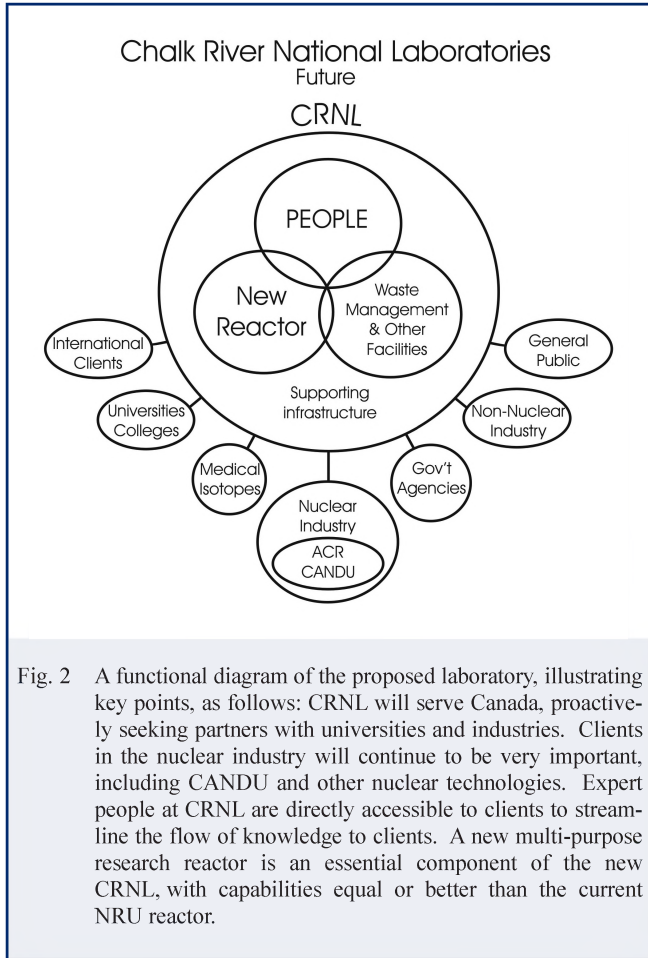 Chalk River National Laboratories
Future
CRNL
PEOPLE
New
Reactor
Waste
Management
& Other
Facilities
Supporting
infrastructure
International
Clients
Universities
Colleges
Medical
Isotopes
Nuclear
Industry
ACR
CANDU
Gov't
Agencies
Non-Nuclear
Industry
General
Public
Fig. 2 A functional diagram of the proposed laboratory, illustrating
key points, as follows: CRNL will serve Canada, proactive-
ly seeking partners with universities and industries. Clients
in the nuclear industry will continue to be very important,
including CANDU and other nuclear technologies. Expert
people at CRNL are directly accessible to clients to stream-
line the flow of knowledge to clients. A new multi-purpose
research reactor is an essential component of the new
CRNL, with capabilities equal or better than the current
NRU reactor.